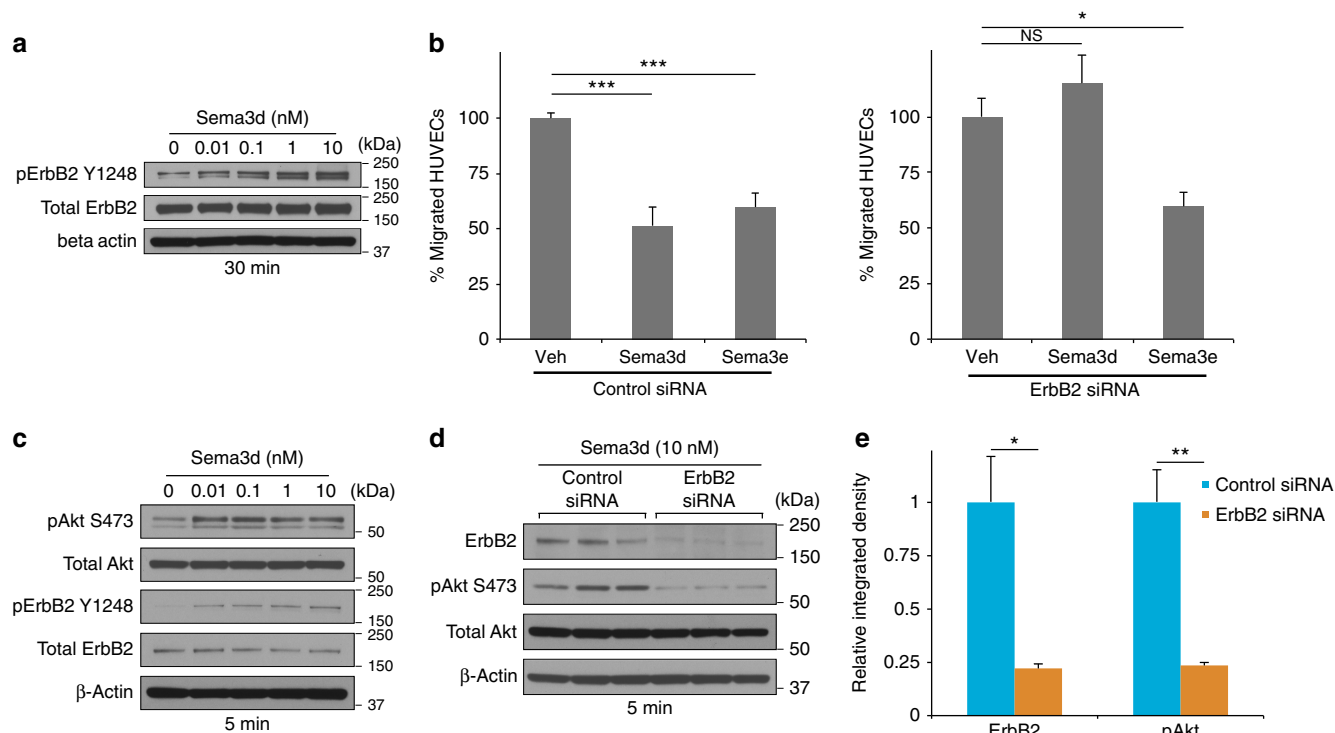 a
Sema3d (nM)
0 0.01 0.1 1 10 (kDa)
pErbB2 Y1248
250
150
Total ErbB2
250
150
beta actin
37
30 min
b
% Migrated HUVECs
100
75
50
25
0
***
***
Veh Sema3d Sema3e
Control siRNA
% Migrated HUVECs
100
75
50
25
0
*
NS
Veh Sema3d Sema3e
ErbB2 siRNA
c
Sema3d (nM)
0 0.01 0.1 1 10 (kDa)
pAkt S473
50
Total Akt
50
pErbB2 Y1248
250
150
Total ErbB2
250
150
β-Actin
37
5 min
d
Sema3d (10 nM)
Control siRNA
ErbB2 siRNA
(kDa)
ErbB2
250
150
pAkt S473
50
Total Akt
50
β-Actin
37
5 min
e
Relative integrated density
1
0.75
0.5
0.25
0
*
**
Control siRNA
ErbB2 siRNA
ErbB2 pAkt